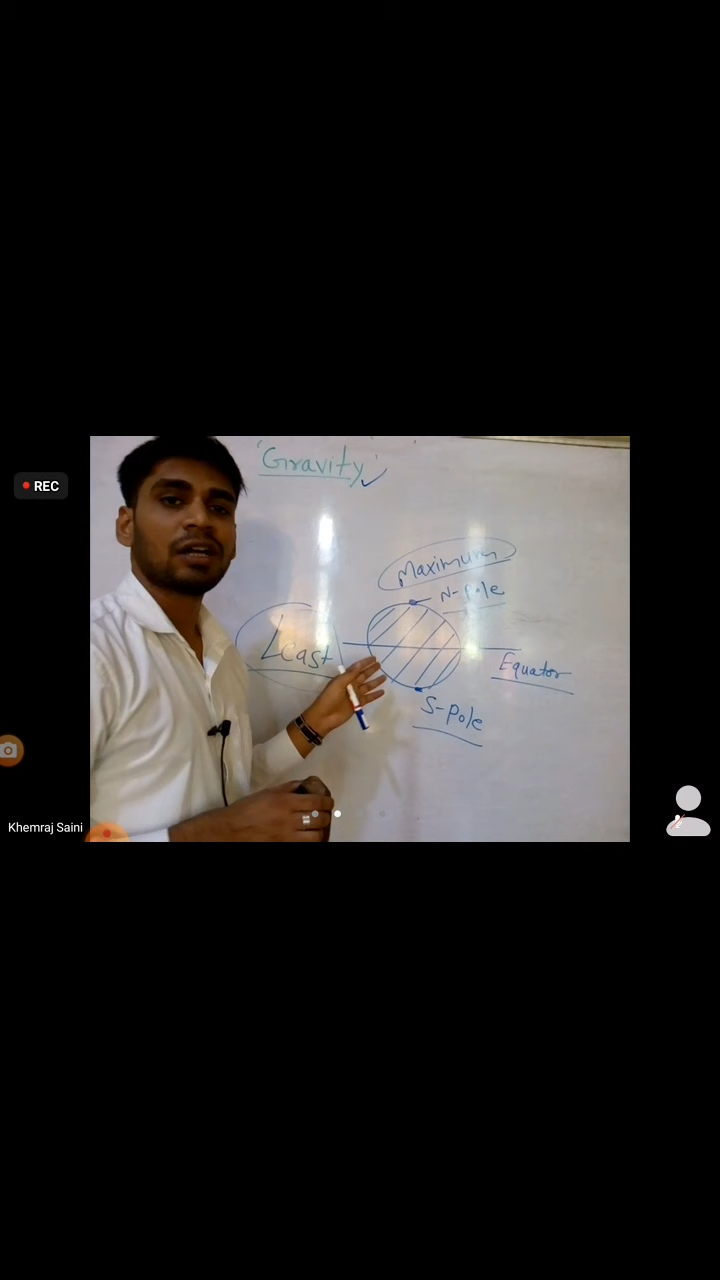 'Gravity'
REC
Maximum
N-Pole
Least
Equator
S-Pole
Khemraj Saini